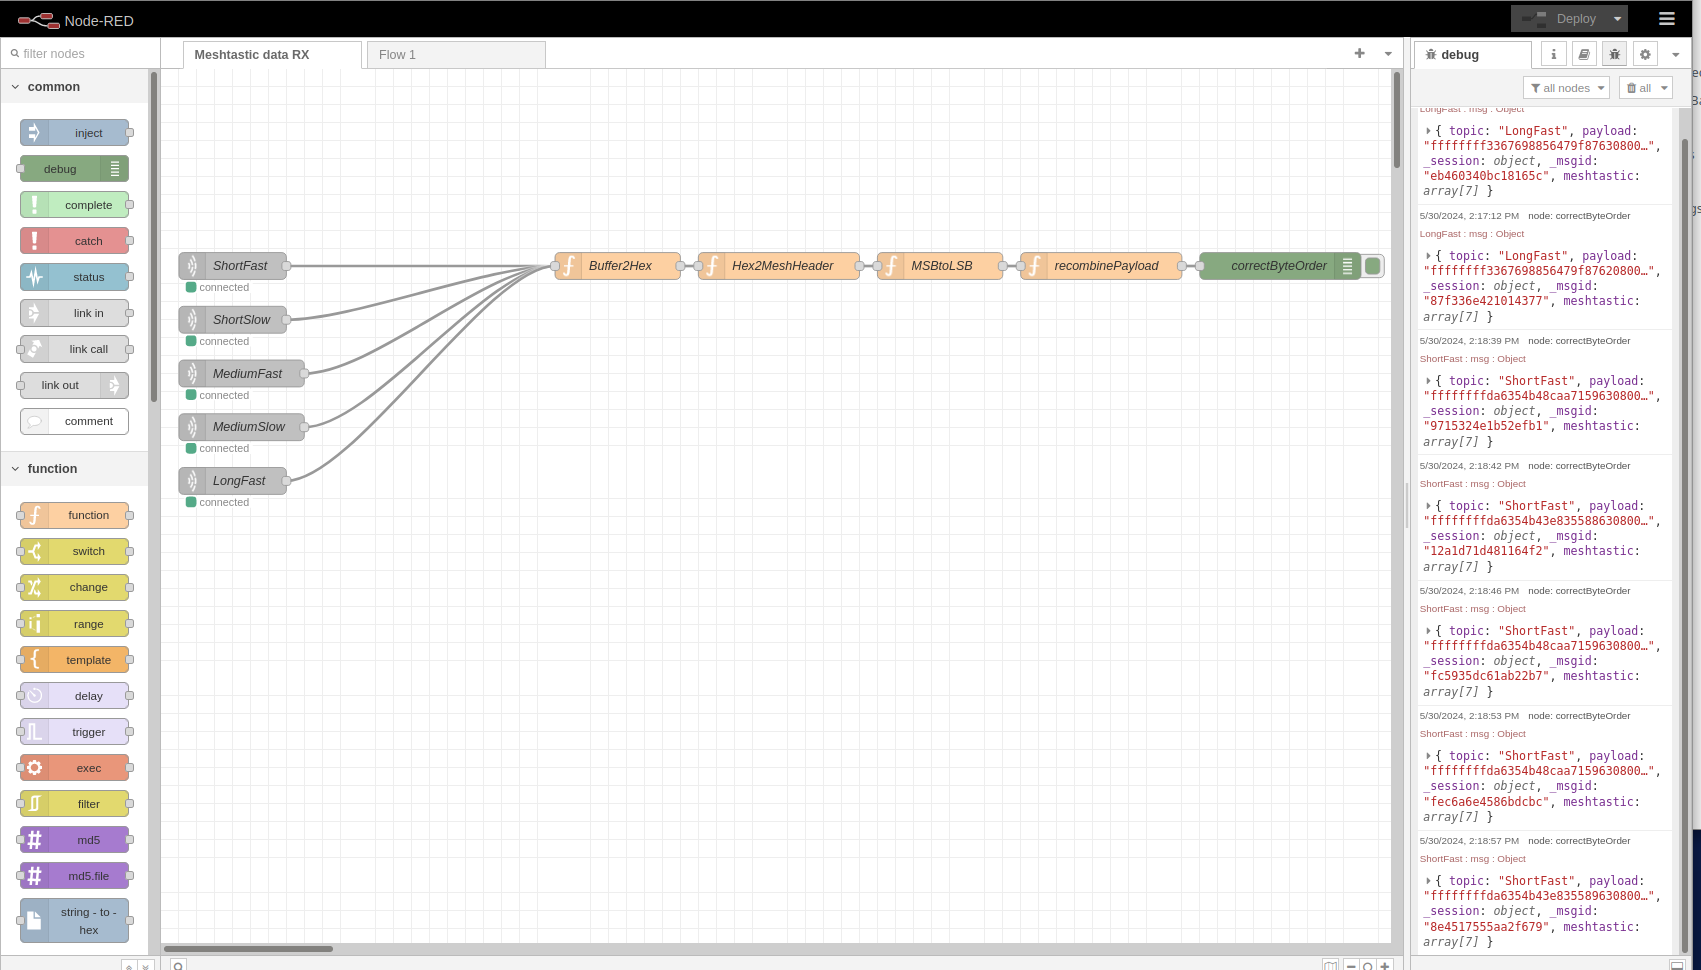 Node-RED
Deploy
filter nodes
Meshtastic data RX
Flow 1
debug
all nodes
all
common
inject
debug
complete
catch
status
link in
link call
link out
comment
function
function
switch
change
range
template
delay
trigger
exec
filter
md5
md5.file
string - to -
hex
ShortFast
connected
ShortSlow
connected
MediumFast
connected
MediumSlow
connected
LongFast
connected
Buffer2Hex
Hex2MeshHeader
MSBtoLSB
recombinePayload
correctByteOrder
LongFast : msg : Object
{ topic: "LongFast", payload:
"ffffffff3367698856479f87630800…",
_session: object, _msgid:
"eb460340bc18165c", meshtastic:
array[7] }
5/30/2024, 2:17:12 PM node: correctByteOrder
LongFast : msg : Object
{ topic: "LongFast", payload:
"ffffffff3367698856479f87620800…",
_session: object, _msgid:
"87f336e421014377", meshtastic:
array[7] }
5/30/2024, 2:18:39 PM node: correctByteOrder
ShortFast : msg : Object
{ topic: "ShortFast", payload:
"ffffffffda6354b48caa7159630800…",
_session: object, _msgid:
"9715324e1b52efb1", meshtastic:
array[7] }
5/30/2024, 2:18:42 PM node: correctByteOrder
ShortFast : msg : Object
{ topic: "ShortFast", payload:
"ffffffffda6354b43e835588630800…",
_session: object, _msgid:
"12a1d71d481164f2", meshtastic:
array[7] }
5/30/2024, 2:18:46 PM node: correctByteOrder
ShortFast : msg : Object
{ topic: "ShortFast", payload:
"ffffffffda6354b48caa7159630800…",
_session: object, _msgid:
"fc5935dc61ab22b7", meshtastic:
array[7] }
5/30/2024, 2:18:53 PM node: correctByteOrder
ShortFast : msg : Object
{ topic: "ShortFast", payload:
"ffffffffda6354b48caa7159630800…",
_session: object, _msgid:
"fec6a6e4586bdcbc", meshtastic:
array[7] }
5/30/2024, 2:18:57 PM node: correctByteOrder
ShortFast : msg : Object
{ topic: "ShortFast", payload:
"ffffffffda6354b43e835589630800…",
_session: object, _msgid:
"8e4517555aa2f679", meshtastic:
array[7] }